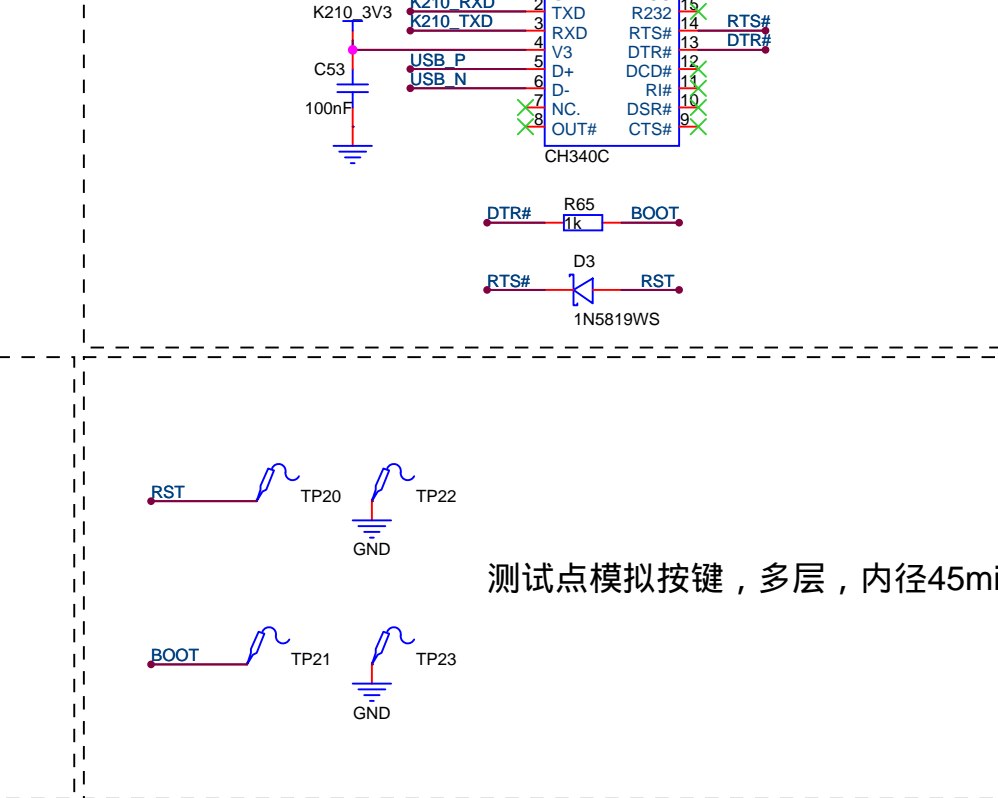 K210_RXD
2
TXD
R232
15
K210_3V3
K210_TXD
3
RXD
RTS#
14
RTS#
4
V3
DTR#
13
DTR#
C53
USB_P
5
D+
DCD#
12
USB_N
6
D-
RI#
11
100nF
7
NC.
DSR#
10
8
OUT#
CTS#
9
CH340C
DTR#
R65
1k
BOOT
D3
RTS#
RST
1N5819WS
RST
TP20
TP22
GND
测试点模拟按键，多层，内径45mi
BOOT
TP21
TP23
GND